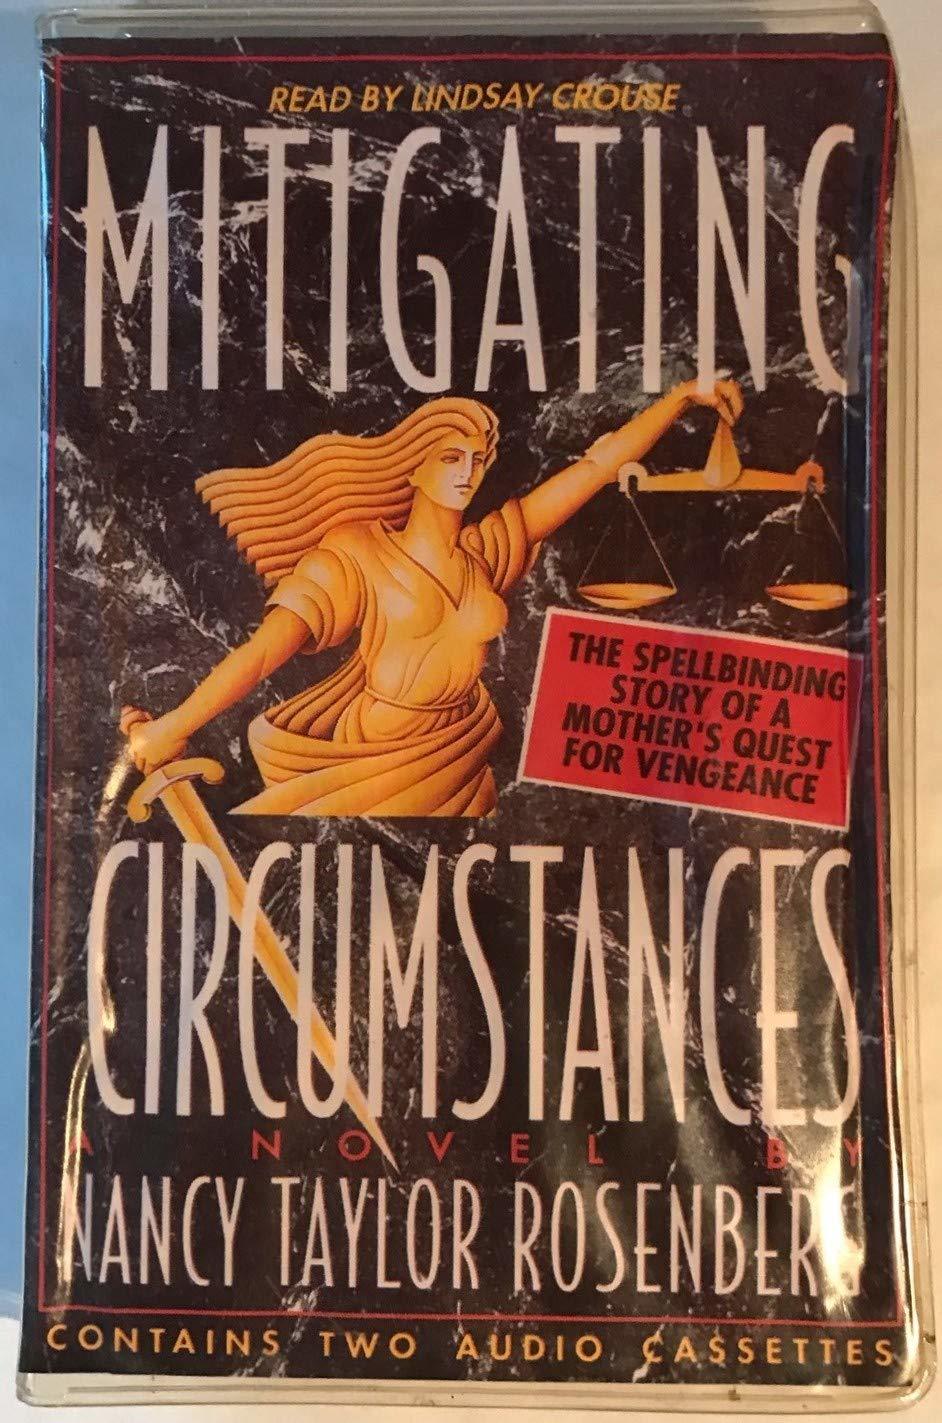 READ BY LINDSAY CROUSE
MITIGATING
THE SPELLBINDING
STORY OF A
MOTHER'S QUEST
FOR VENGEANCE
CIRCUMSTANCES
A NOVEL BY
NANCY TAYLOR ROSENBERG
CONTAINS TWO AUDIO CASSETTES